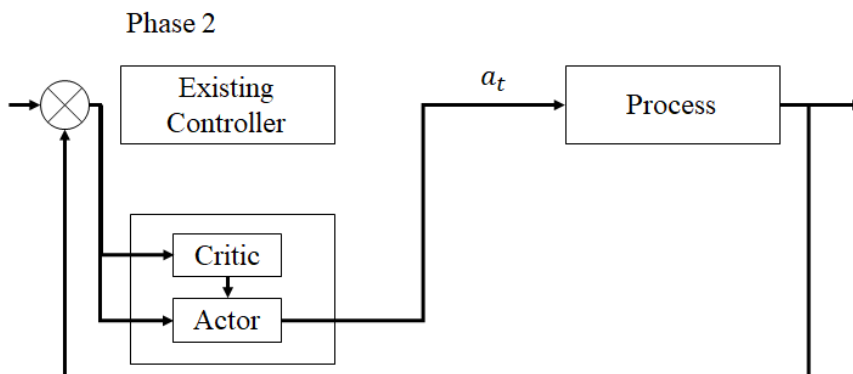 Phase 2
Existing
Controller
a_t
Process
Critic
Actor